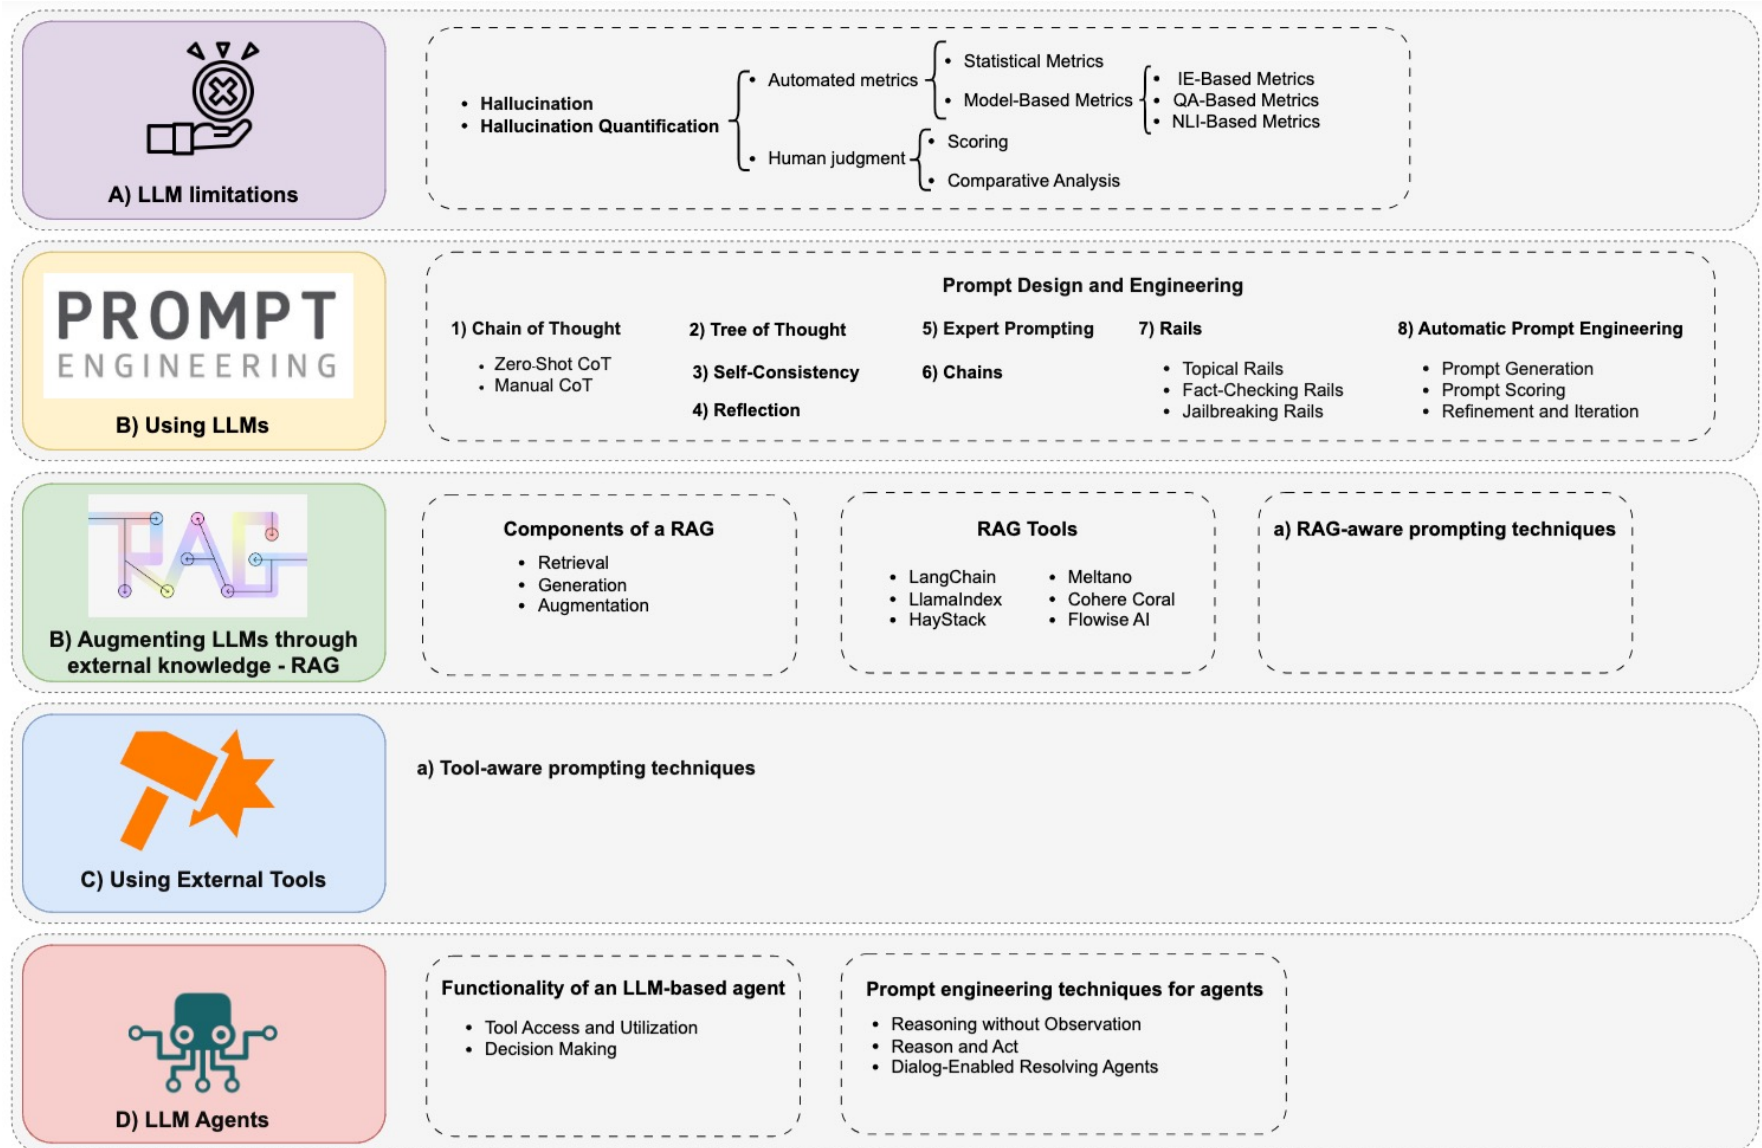 A) LLM limitations
• Hallucination
• Hallucination Quantification
• Automated metrics
• Statistical Metrics
• Model-Based Metrics
• IE-Based Metrics
• QA-Based Metrics
• NLI-Based Metrics
• Human judgment
• Scoring
• Comparative Analysis
PROMPT
ENGINEERING
B) Using LLMs
Prompt Design and Engineering
1) Chain of Thought
• Zero-Shot CoT
• Manual CoT
2) Tree of Thought
3) Self-Consistency
4) Reflection
5) Expert Prompting
6) Chains
7) Rails
• Topical Rails
• Fact-Checking Rails
• Jailbreaking Rails
8) Automatic Prompt Engineering
• Prompt Generation
• Prompt Scoring
• Refinement and Iteration
RAG
B) Augmenting LLMs through
external knowledge - RAG
Components of a RAG
• Retrieval
• Generation
• Augmentation
RAG Tools
• LangChain
• LlamaIndex
• HayStack
• Meltano
• Cohere Coral
• Flowise AI
a) RAG-aware prompting techniques
C) Using External Tools
a) Tool-aware prompting techniques
D) LLM Agents
Functionality of an LLM-based agent
• Tool Access and Utilization
• Decision Making
Prompt engineering techniques for agents
• Reasoning without Observation
• Reason and Act
• Dialog-Enabled Resolving Agents